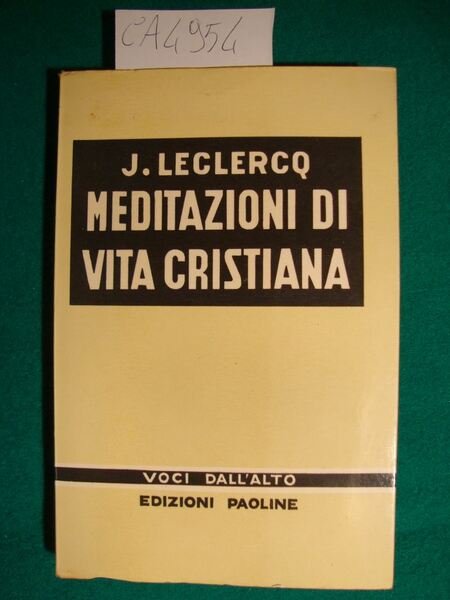 CA4954
J. LECLERCQ
MEDITAZIONI DI
VITA CRISTIANA
VOCI DALL'ALTO
EDIZIONI PAOLINE